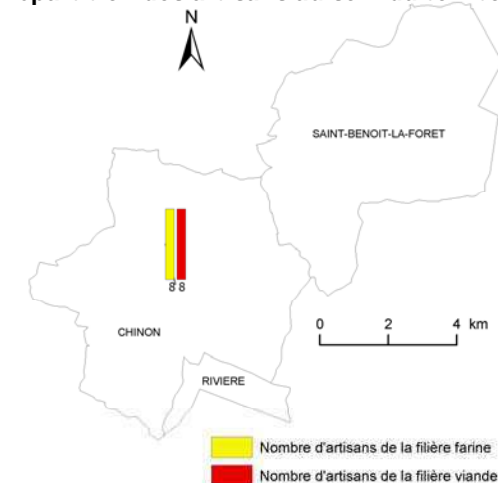 N
SAINT-BENOIT-LA-FORET
8 8
CHINON
0 2 4 km
RIVIERE
Nombre d'artisans de la filière farine
Nombre d'artisans de la filière viande